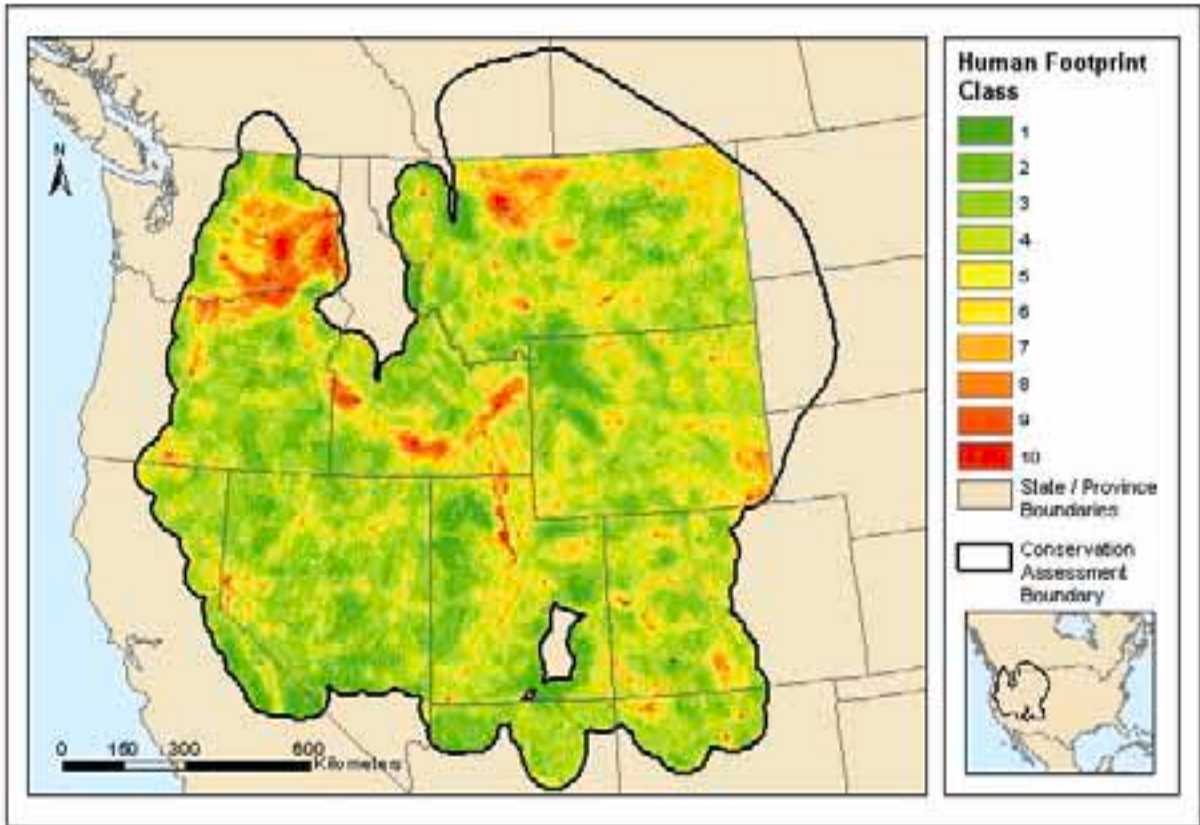 Human Footprint
Class
1
2
3
4
5
6
7
8
9
10
State / Province
Boundaries
Conservation
Assessment
Boundary
N
0 150 300 600
Kilometers